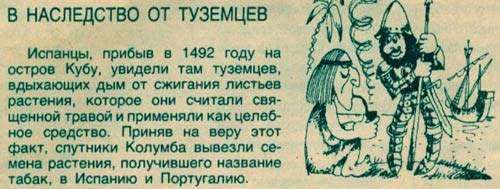 В НАСЛЕДСТВО ОТ ТУЗЕМЦЕВ
Испанцы, прибыв в 1492 году на
остров Кубу, увидели там туземцев,
вдыхающих дым от сжигания листьев
растения, которое они считали свя-
щенной травой и применяли как целеб-
ное средство. Приняв на веру этот
факт, спутники Колумба вывезли се-
мена растения, получившего название
табак, в Испанию и Португалию.